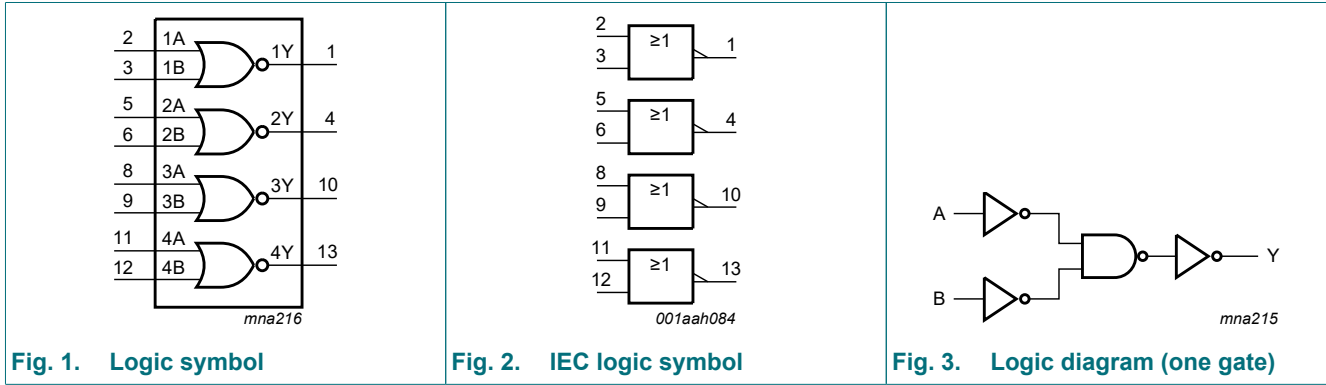 2 1A 1Y 1
3 1B
5 2A 2Y 4
6 2B
8 3A 3Y 10
9 3B
11 4A 4Y 13
12 4B
mna216
Fig. 1. Logic symbol
2 ≥1 1
3
5 ≥1 4
6
8 ≥1 10
9
11 ≥1 13
12
001aah084
Fig. 2. IEC logic symbol
A
Y
B
mna215
Fig. 3. Logic diagram (one gate)